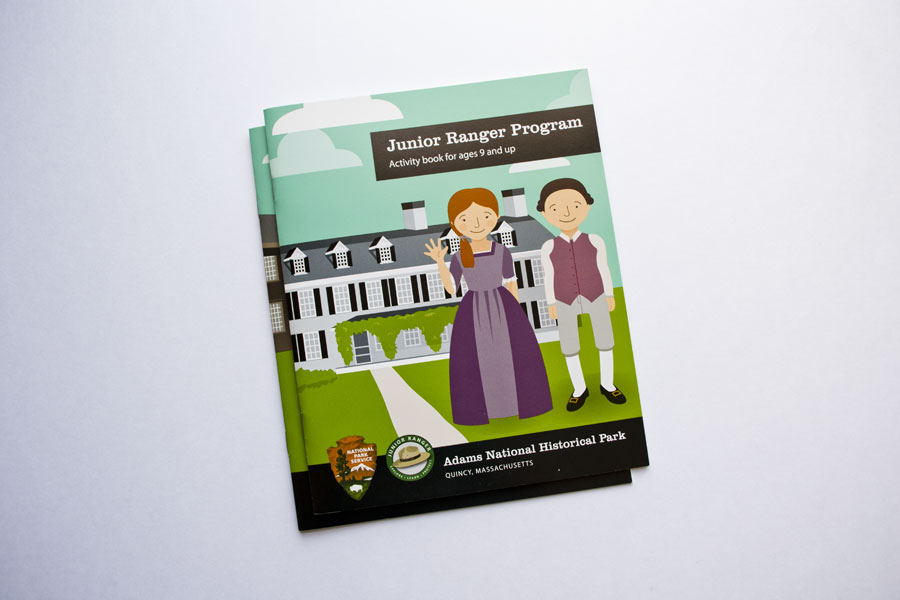 Junior Ranger Program
Activity book for ages 9 and up
NATIONAL
PARK
SERVICE
JUNIOR RANGER
EXPLORE • LEARN • PROTECT
Adams National Historical Park
QUINCY, MASSACHUSETTS